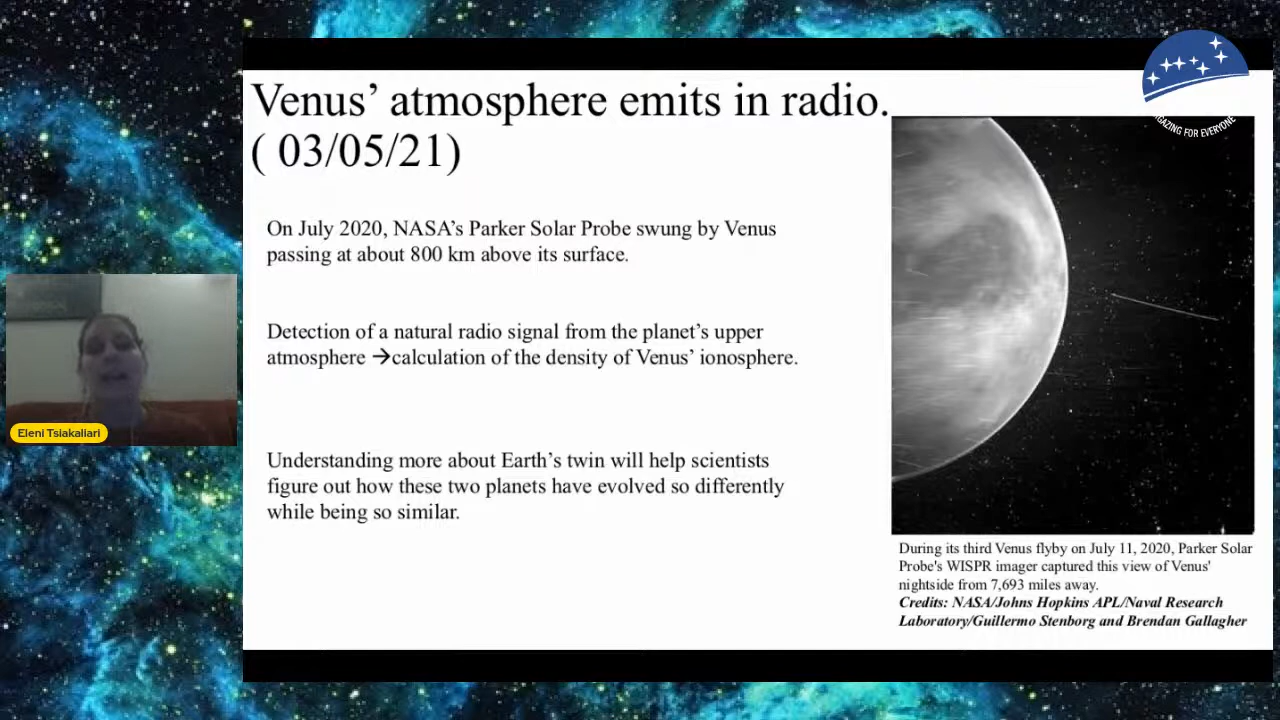 Venus’ atmosphere emits in radio.
( 03/05/21)
On July 2020, NASA’s Parker Solar Probe swung by Venus
passing at about 800 km above its surface.
Detection of a natural radio signal from the planet’s upper
atmosphere →calculation of the density of Venus’ ionosphere.
Understanding more about Earth’s twin will help scientists
figure out how these two planets have evolved so differently
while being so similar.
During its third Venus flyby on July 11, 2020, Parker Solar
Probe's WISPR imager captured this view of Venus'
nightside from 7,693 miles away.
Credits: NASA/Johns Hopkins APL/Naval Research
Laboratory/Guillermo Stenborg and Brendan Gallagher
FOR EVERYONE
Eleni Tsiakaliari